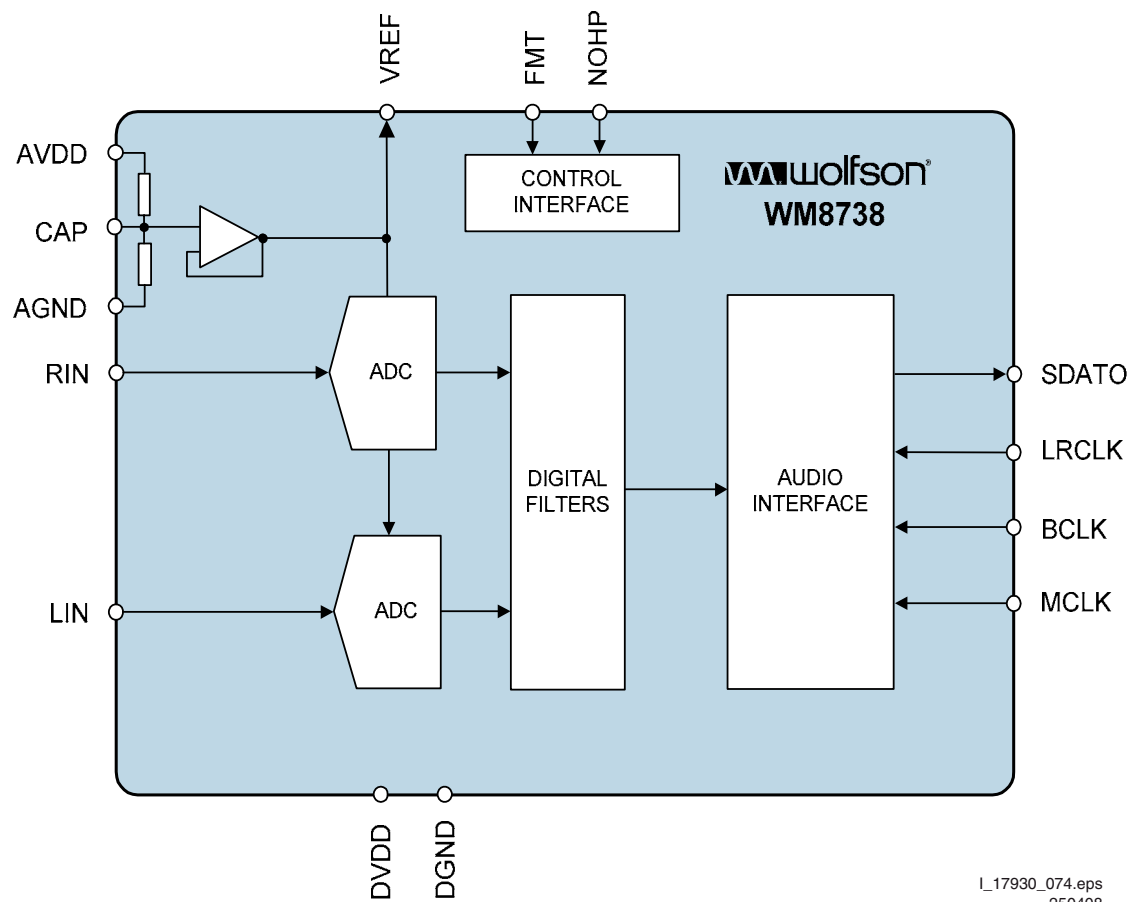 VREF
FMT
NOHP
AVDD
CAP
AGND
RIN
LIN
CONTROL
INTERFACE
wolfson®
WM8738
ADC
ADC
DIGITAL
FILTERS
AUDIO
INTERFACE
SDATO
LRCLK
BCLK
MCLK
DVDD
DGND
I_17930_074.eps